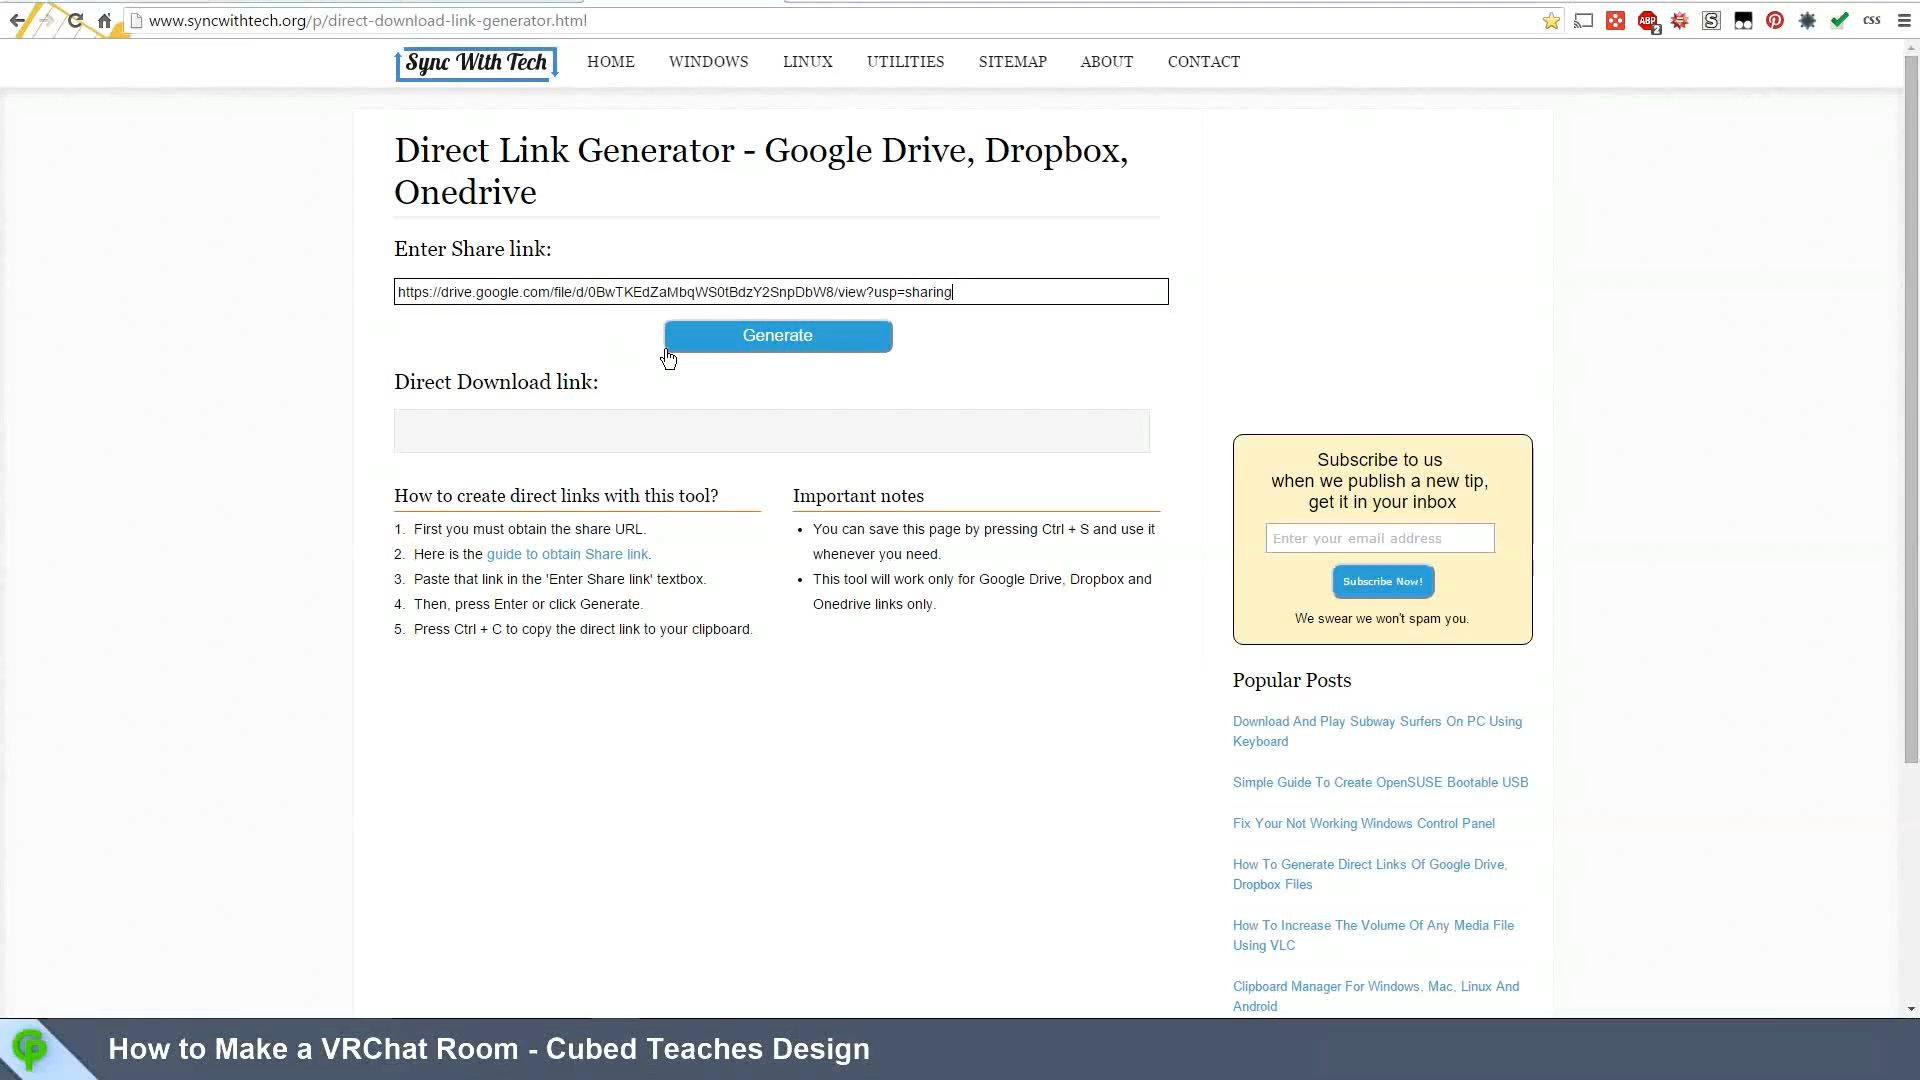 www.syncwithtech.org/p/direct-download-link-generator.html
ABP
2
S
css
Sync With Tech
HOME
WINDOWS
LINUX
UTILITIES
SITEMAP
ABOUT
CONTACT
Direct Link Generator - Google Drive, Dropbox,
Onedrive
Enter Share link:
https://drive.google.com/file/d/0BwTKEdZaMbqWS0tBdzY2SnpDbW8/view?usp=sharing
Generate
Direct Download link:
How to create direct links with this tool?
1. First you must obtain the share URL.
2. Here is the guide to obtain Share link.
3. Paste that link in the 'Enter Share link' textbox.
4. Then, press Enter or click Generate.
5. Press Ctrl + C to copy the direct link to your clipboard.
Important notes
• You can save this page by pressing Ctrl + S and use it
whenever you need.
• This tool will work only for Google Drive, Dropbox and
Onedrive links only.
Subscribe to us
when we publish a new tip,
get it in your inbox
Enter your email address
Subscribe Now!
We swear we won't spam you.
Popular Posts
Download And Play Subway Surfers On PC Using
Keyboard
Simple Guide To Create OpenSUSE Bootable USB
Fix Your Not Working Windows Control Panel
How To Generate Direct Links Of Google Drive,
Dropbox Files
How To Increase The Volume Of Any Media File
Using VLC
Clipboard Manager For Windows, Mac, Linux And
Android
How to Make a VRChat Room - Cubed Teaches Design